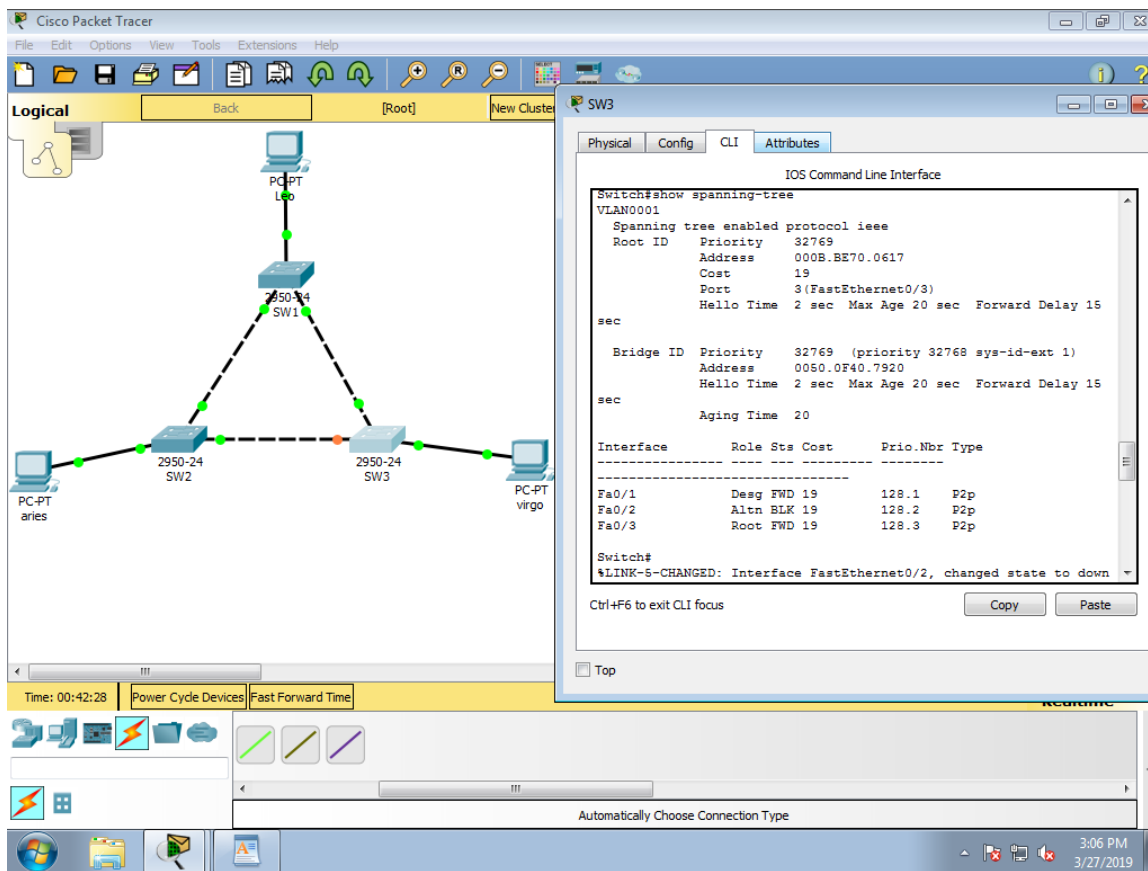 Cisco Packet Tracer
File Edit Options View Tools Extensions Help
Logical
Back
[Root]
New Cluster
PC-PT
Leo
2950-24
SW1
2950-24
SW2
2950-24
SW3
PC-PT
aries
PC-PT
virgo
SW3
Physical Config CLI Attributes
IOS Command Line Interface
Switch#show spanning-tree
VLAN0001
Spanning tree enabled protocol ieee
Root ID Priority 32769
Address 000B.BE70.0617
Cost 19
Port 3(FastEthernet0/3)
Hello Time 2 sec Max Age 20 sec Forward Delay 15
sec
Bridge ID Priority 32769 (priority 32768 sys-id-ext 1)
Address 0050.0F40.7920
Hello Time 2 sec Max Age 20 sec Forward Delay 15
sec
Aging Time 20
Interface Role Sts Cost Prio.Nbr Type
---------------- ---- --- --------- --------
--------------------------------
Fa0/1 Desg FWD 19 128.1 P2p
Fa0/2 Altn BLK 19 128.2 P2p
Fa0/3 Root FWD 19 128.3 P2p
Switch#
%LINK-5-CHANGED: Interface FastEthernet0/2, changed state to down
Ctrl+F6 to exit CLI focus
Copy
Paste
Top
Time: 00:42:28
Power Cycle Devices
Fast Forward Time
Realtime
Automatically Choose Connection Type
3:06 PM
3/27/2019